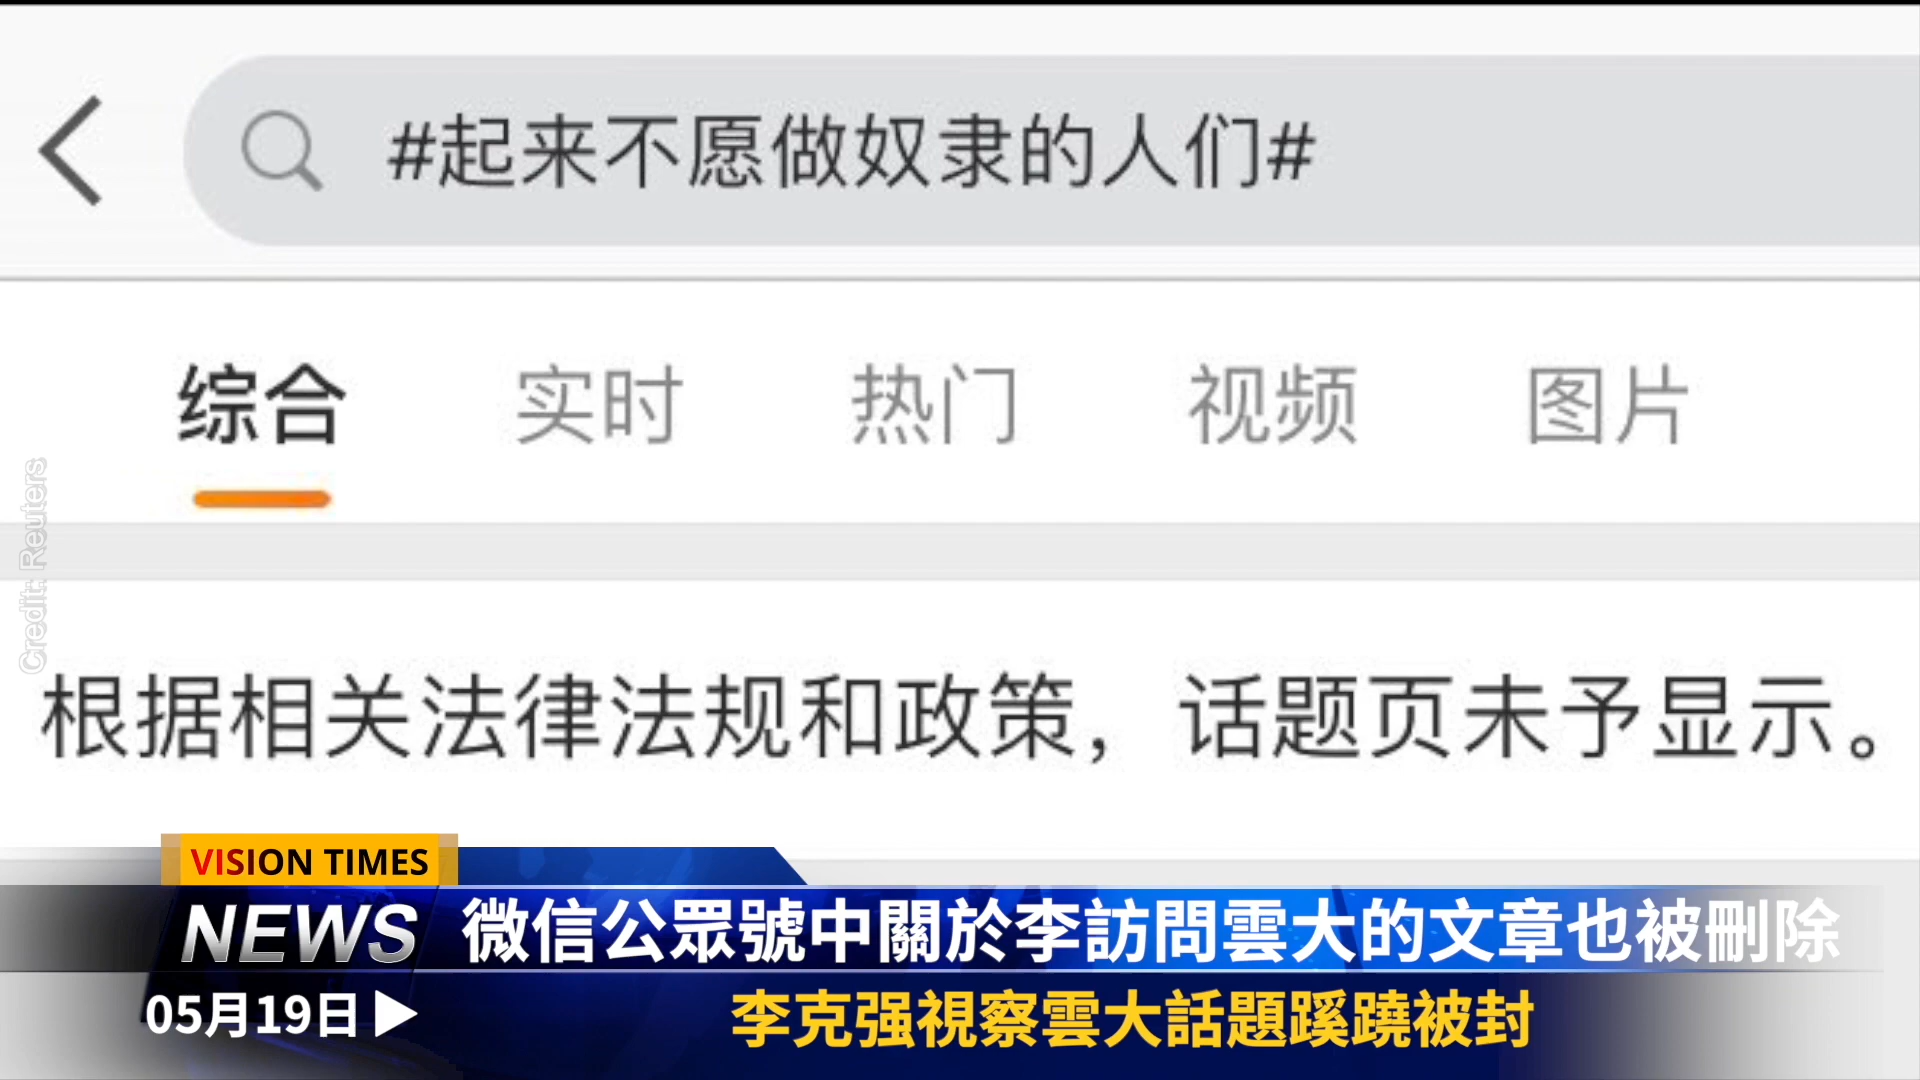 #起来不愿做奴隶的人们#
综合 实时 热门 视频 图片
Credit: Reuters
根据相关法律法规和政策，话题页未予显示。
VISION TIMES
NEWS 微信公眾號中關於李訪問雲大的文章也被刪除
05月19日 李克强視察雲大話題蹊蹺被封